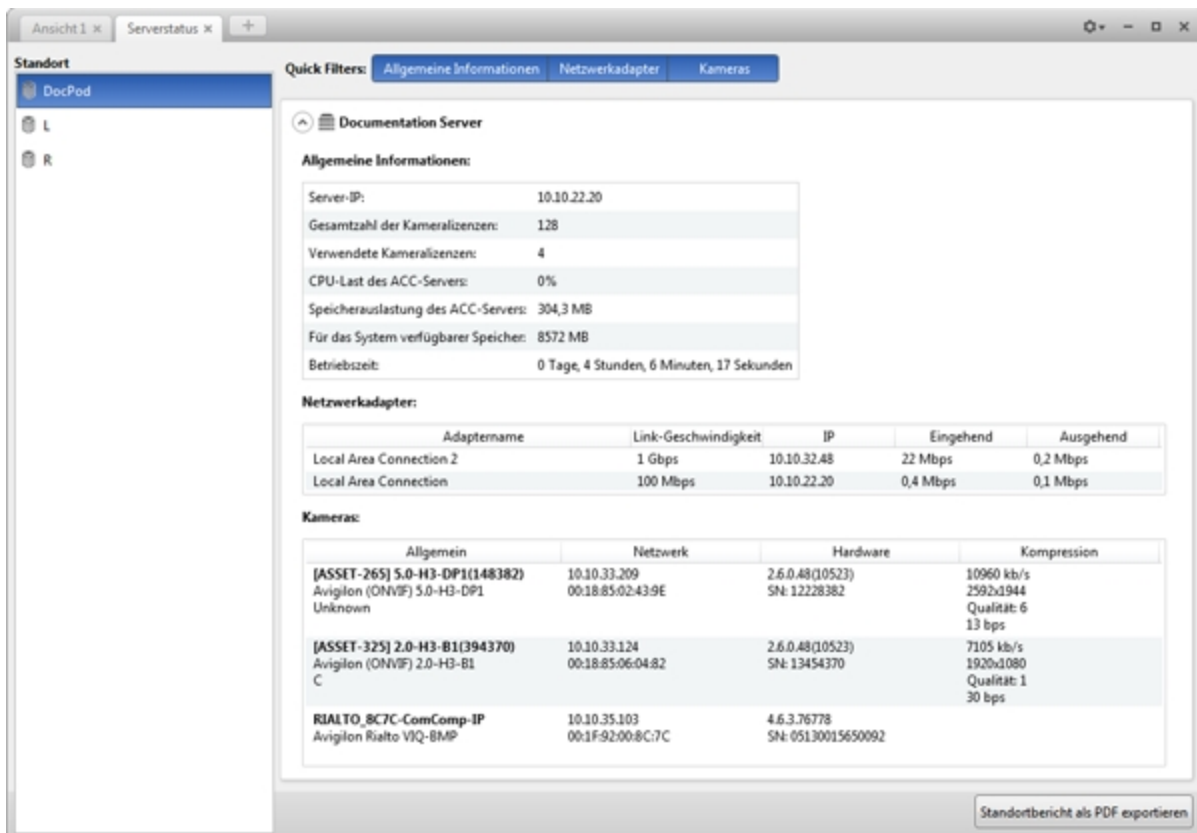 Ansicht 1 x Serverstatus x +
Standort
DocPod
L
R
Quick Filters: Allgemeine Informationen Netzwerkadapter Kameras
Documentation Server
Allgemeine Informationen:
Server-IP: 10.10.22.20
Gesamtzahl der Kameralizenzen: 128
Verwendete Kameralizenzen: 4
CPU-Last des ACC-Servers: 0%
Speicherauslastung des ACC-Servers: 304,3 MB
Für das System verfügbarer Speicher: 8572 MB
Betriebszeit: 0 Tage, 4 Stunden, 6 Minuten, 17 Sekunden
Netzwerkadapter:
Adaptername Link-Geschwindigkeit IP Eingehend Ausgehend
Local Area Connection 2 1 Gbps 10.10.32.48 22 Mbps 0,2 Mbps
Local Area Connection 100 Mbps 10.10.22.20 0,4 Mbps 0,1 Mbps
Kameras:
Allgemein Netzwerk Hardware Kompression
[ASSET-265] 5.0-H3-DP1(148382) 10.10.33.209 2.6.0.48(10523) 10960 kb/s
Avigilon (ONVIF) 5.0-H3-DP1 00:18:85:02:43:9E SN: 12228382 2592x1944
Unknown Qualität: 6
13 bps
[ASSET-325] 2.0-H3-B1(394370) 10.10.33.124 2.6.0.48(10523) 7105 kb/s
Avigilon (ONVIF) 2.0-H3-B1 00:18:85:06:04:82 SN: 13454370 1920x1080
C Qualität: 1
30 bps
RIALTO_8C7C-ComComp-IP 10.10.35.103 4.6.3.76778
Avigilon Rialto VIQ-8MP 00:1F:92:00:8C:7C SN: 05130015650092
Standortbericht als PDF exportieren